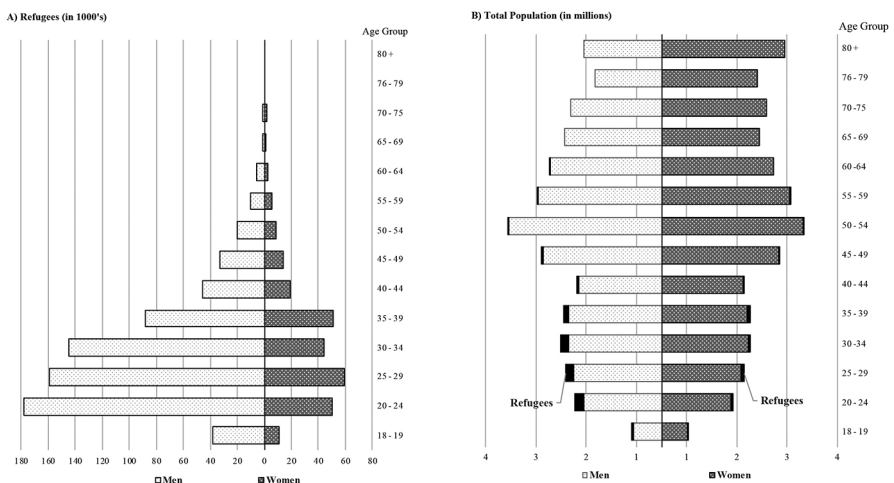 A) Refugees (in 1000's)
Age Group
80 +
76 - 79
70 - 75
65 - 69
60 - 64
55 - 59
50 - 54
45 - 49
40 - 44
35 - 39
30 - 34
25 - 29
20 - 24
18 - 19
180 160 140 120 100 80 60 40 20 0 20 40 60 80
Men Women
B) Total Population (in millions)
Age Group
80 +
76 - 79
70-75
65 - 69
60-64
55 - 59
50 - 54
45 - 49
40 - 44
35-39
30-34
25 - 29
Refugees Refugees
20 - 24
18 - 19
4 3 2 1 1 2 3 4
Men Women